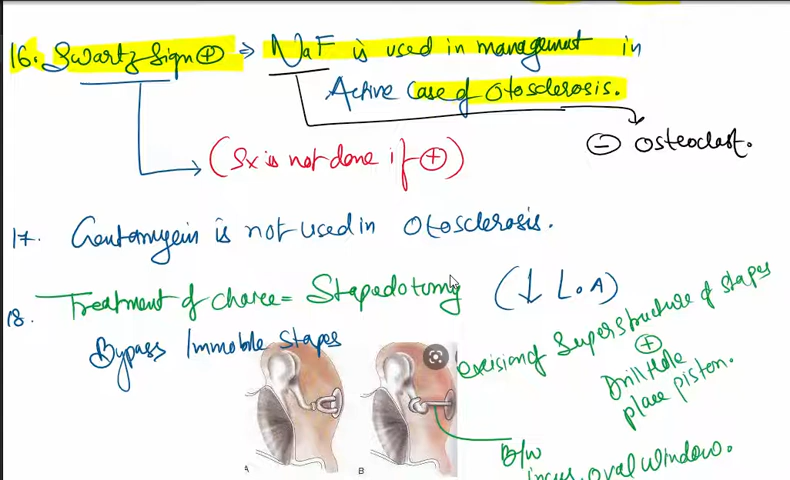 16. Swartz Sign ⊕ ⇒ NaF is used in management in
Active Case of Otosclerosis.
⊖ osteoclast.
(Sx is not done if ⊕)
17. Gentamycin is not used in Otosclerosis.
18. Treatment of choice = Stapedotomy (↓ L.A)
Bypass Immobile Stapes
excision of Superstructure of stapes
⊕
Drill Hole
place piston.
B/w
incus, oval window.
A
B